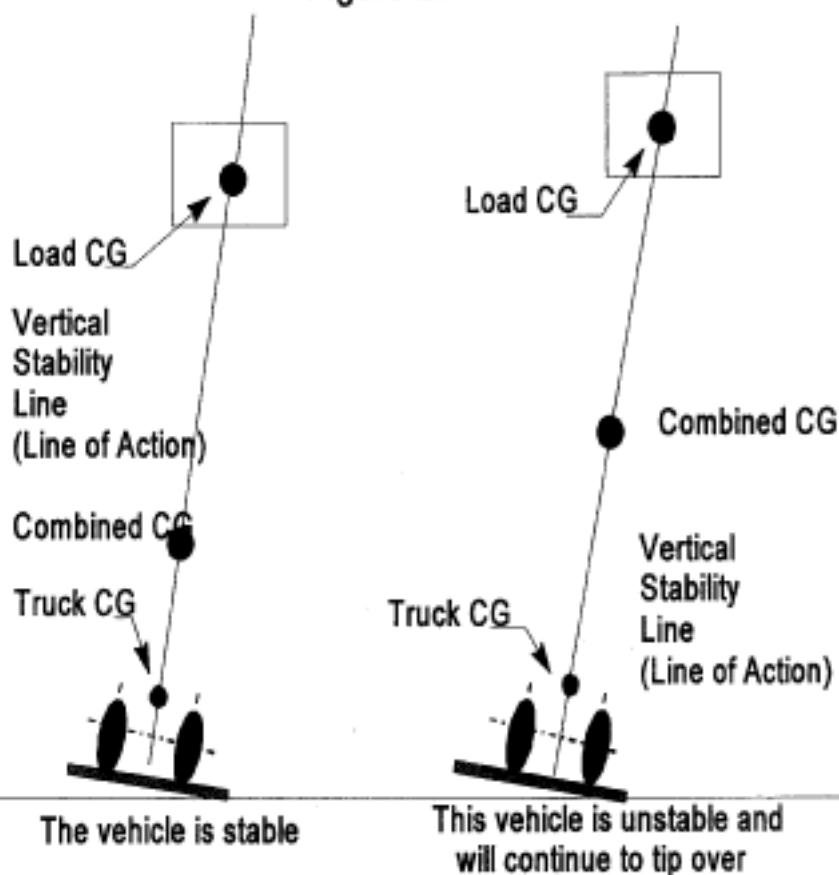 Load CG
Vertical
Stability
Line
(Line of Action)
Combined CG
Truck CG
The vehicle is stable
Load CG
Combined CG
Vertical
Stability
Line
(Line of Action)
Truck CG
This vehicle is unstable and
will continue to tip over